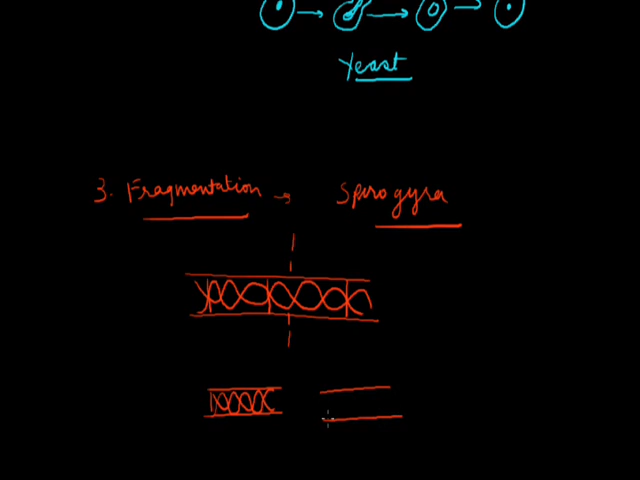 Yeast
3. Fragmentation → Spirogyra